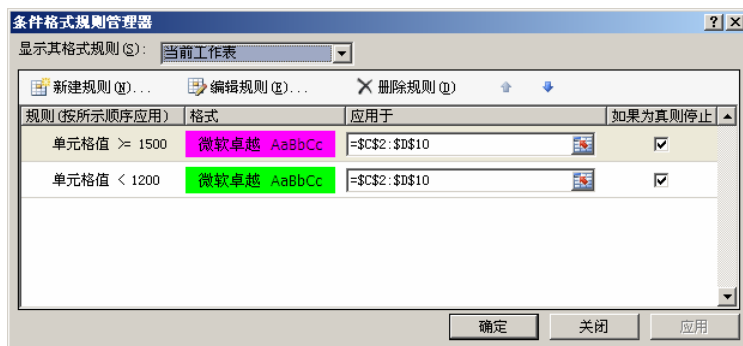 条件格式规则管理器
显示其格式规则(S): 当前工作表
新建规则(N)... 编辑规则(E)... 删除规则(D)
规则(按所示顺序应用) 格式 应用于 如果为真则停止
单元格值 >= 1500 微软卓越 AaBbCc =$C$2:$D$10
单元格值 < 1200 微软卓越 AaBbCc =$C$2:$D$10
确定 关闭 应用